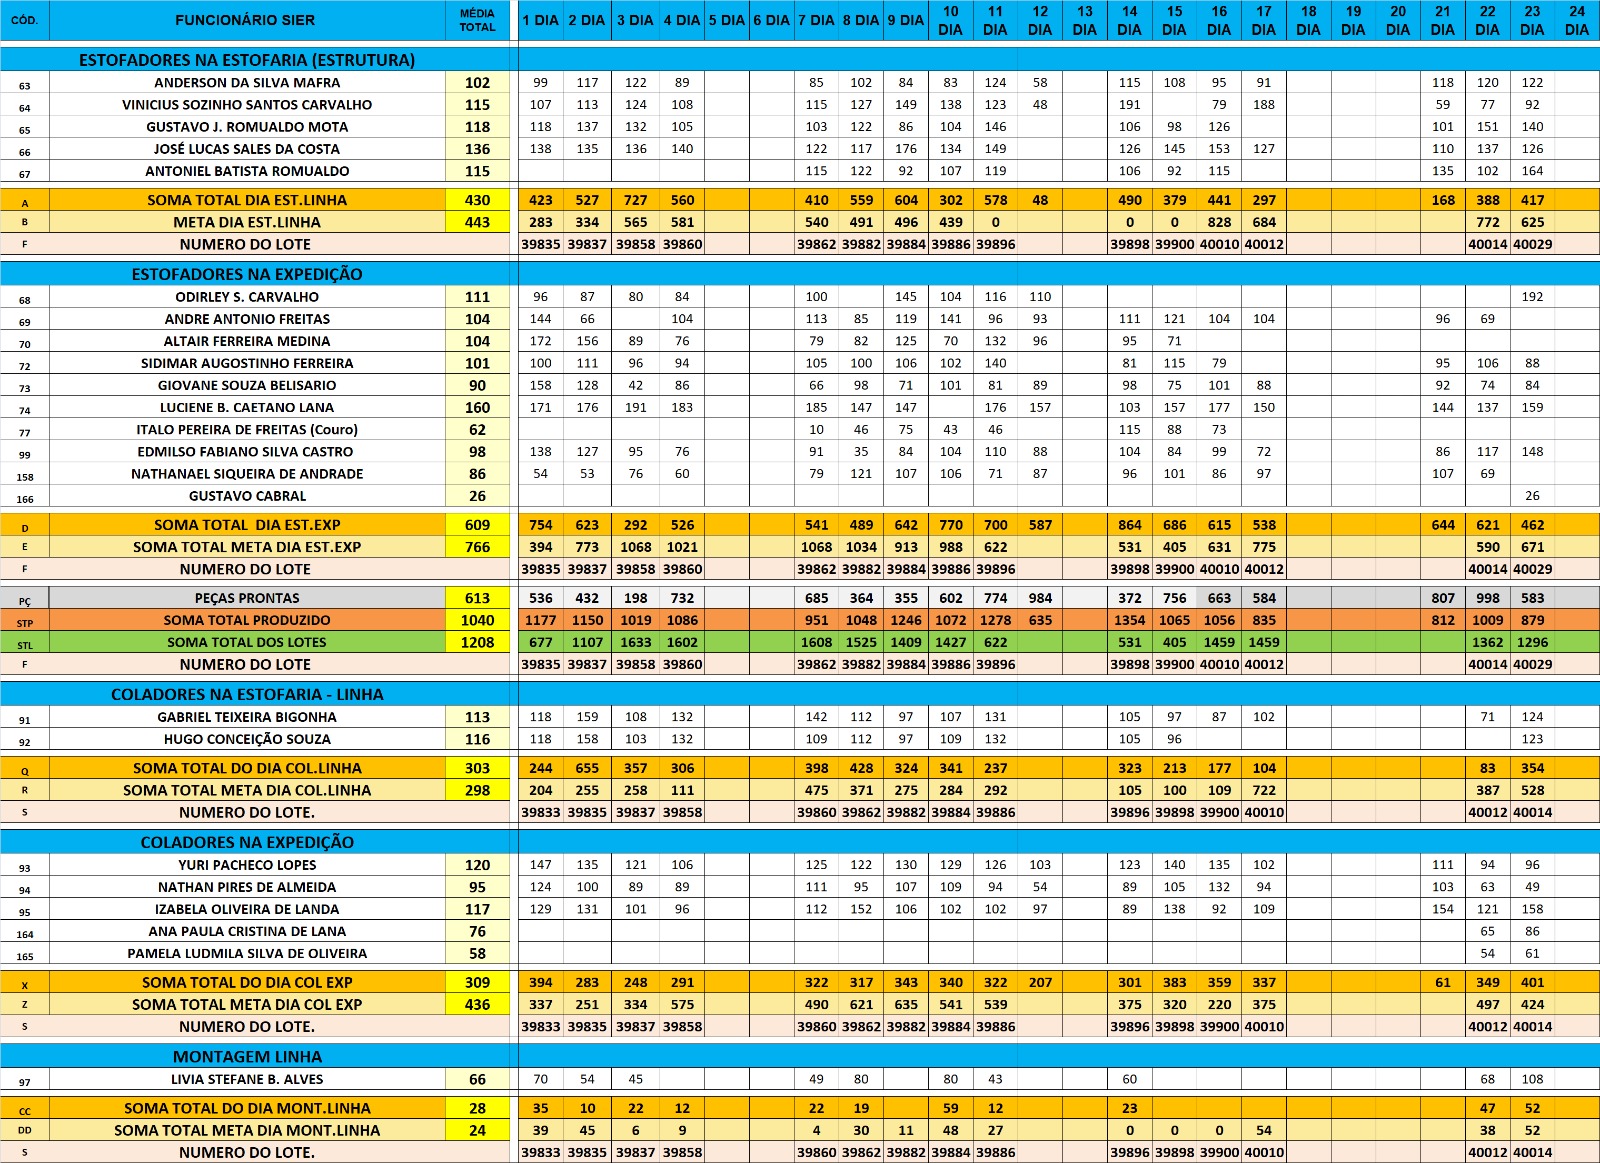 CÓD. FUNCIONÁRIO SIER MÉDIA TOTAL 1 DIA 2 DIA 3 DIA 4 DIA 5 DIA 6 DIA 7 DIA 8 DIA 9 DIA 10 DIA 11 DIA 12 DIA 13 DIA 14 DIA 15 DIA 16 DIA 17 DIA 18 DIA 19 DIA 20 DIA 21 DIA 22 DIA 23 DIA 24 DIA
ESTOFADORES NA ESTOFARIA (ESTRUTURA)
63 ANDERSON DA SILVA MAFRA 102 99 117 122 89 85 102 84 83 124 58 115 108 95 91 118 120 122
64 VINICIUS SOZINHO SANTOS CARVALHO 115 107 113 124 108 115 127 149 138 123 48 191 79 188 59 77 92
65 GUSTAVO J. ROMUALDO MOTA 118 118 137 132 105 103 122 86 104 146 106 98 126 101 151 140
66 JOSÉ LUCAS SALES DA COSTA 136 138 135 136 140 122 117 176 134 149 126 145 153 127 110 137 126
67 ANTONIEL BATISTA ROMUALDO 115 115 122 92 107 119 106 92 115 135 102 164
A SOMA TOTAL DIA EST.LINHA 430 423 527 727 560 410 559 604 302 578 48 490 379 441 297 168 388 417
B META DIA EST.LINHA 443 283 334 565 581 540 491 496 439 0 0 0 828 684 772 625
F NUMERO DO LOTE 39835 39837 39858 39860 39862 39882 39884 39886 39896 39898 39900 40010 40012 40014 40029
ESTOFADORES NA EXPEDIÇÃO
68 ODIRLEY S. CARVALHO 111 96 87 80 84 100 145 104 116 110 192
69 ANDRE ANTONIO FREITAS 104 144 66 104 113 85 119 141 96 93 111 121 104 104 96 69
70 ALTAIR FERREIRA MEDINA 104 172 156 89 76 79 82 125 70 132 96 95 71
72 SIDIMAR AUGOSTINHO FERREIRA 101 100 111 96 94 105 100 106 102 140 81 115 79 95 106 88
73 GIOVANE SOUZA BELISARIO 90 158 128 42 86 66 98 71 101 81 89 98 75 101 88 92 74 84
74 LUCIENE B. CAETANO LANA 160 171 176 191 183 185 147 147 176 157 103 157 177 150 144 137 159
77 ITALO PEREIRA DE FREITAS (Couro) 62 10 46 75 43 46 115 88 73
99 EDMILSO FABIANO SILVA CASTRO 98 138 127 95 76 91 35 84 104 110 88 104 84 99 72 86 117 148
158 NATHANAEL SIQUEIRA DE ANDRADE 86 54 53 76 60 79 121 107 106 71 87 96 101 86 97 107 69
166 GUSTAVO CABRAL 26 26
D SOMA TOTAL DIA EST.EXP 609 754 623 292 526 541 489 642 770 700 587 864 686 615 538 644 621 462
E SOMA TOTAL META DIA EST.EXP 766 394 773 1068 1021 1068 1034 913 988 622 531 405 631 775 590 671
F NUMERO DO LOTE 39835 39837 39858 39860 39862 39882 39884 39886 39896 39898 39900 40010 40012 40014 40029
PÇ PEÇAS PRONTAS 613 536 432 198 732 685 364 355 602 774 984 372 756 663 584 807 998 583
STP SOMA TOTAL PRODUZIDO 1040 1177 1150 1019 1086 951 1048 1246 1072 1278 635 1354 1065 1056 835 812 1009 879
STL SOMA TOTAL DOS LOTES 1208 677 1107 1633 1602 1608 1525 1409 1427 622 531 405 1459 1459 1362 1296
F NUMERO DO LOTE 39835 39837 39858 39860 39862 39882 39884 39886 39896 39898 39900 40010 40012 40014 40029
COLADORES NA ESTOFARIA - LINHA
91 GABRIEL TEIXEIRA BIGONHA 113 118 159 108 132 142 112 97 107 131 105 97 87 102 71 124
92 HUGO CONCEIÇÃO SOUZA 116 118 158 103 132 109 112 97 109 132 105 96 123
Q SOMA TOTAL DO DIA COL.LINHA 303 244 655 357 306 398 428 324 341 237 323 213 177 104 83 354
R SOMA TOTAL META DIA COL.LINHA 298 204 255 258 111 475 371 275 284 292 105 100 109 722 387 528
S NUMERO DO LOTE. 39833 39835 39837 39858 39860 39862 39882 39884 39886 39896 39898 39900 40010 40012 40014
COLADORES NA EXPEDIÇÃO
93 YURI PACHECO LOPES 120 147 135 121 106 125 122 130 129 126 103 123 140 135 102 111 94 96
94 NATHAN PIRES DE ALMEIDA 95 124 100 89 89 111 95 107 109 94 54 89 105 132 94 103 63 49
95 IZABELA OLIVEIRA DE LANDA 117 129 131 101 96 112 152 106 102 102 97 89 138 92 109 154 121 158
164 ANA PAULA CRISTINA DE LANA 76 65 86
165 PAMELA LUDMILA SILVA DE OLIVEIRA 58 54 61
X SOMA TOTAL DO DIA COL EXP 309 394 283 248 291 322 317 343 340 322 207 301 383 359 337 61 349 401
Z SOMA TOTAL META DIA COL EXP 436 337 251 334 575 490 621 635 541 539 375 320 220 375 497 424
S NUMERO DO LOTE. 39833 39835 39837 39858 39860 39862 39882 39884 39886 39896 39898 39900 40010 40012 40014
MONTAGEM LINHA
97 LIVIA STEFANE B. ALVES 66 70 54 45 49 80 80 43 60 68 108
CC SOMA TOTAL DO DIA MONT.LINHA 28 35 10 22 12 22 19 59 12 23 47 52
DD SOMA TOTAL META DIA MONT.LINHA 24 39 45 6 9 4 30 11 48 27 0 0 0 54 38 52
S NUMERO DO LOTE. 39833 39835 39837 39858 39860 39862 39882 39884 39886 39896 39898 39900 40010 40012 40014